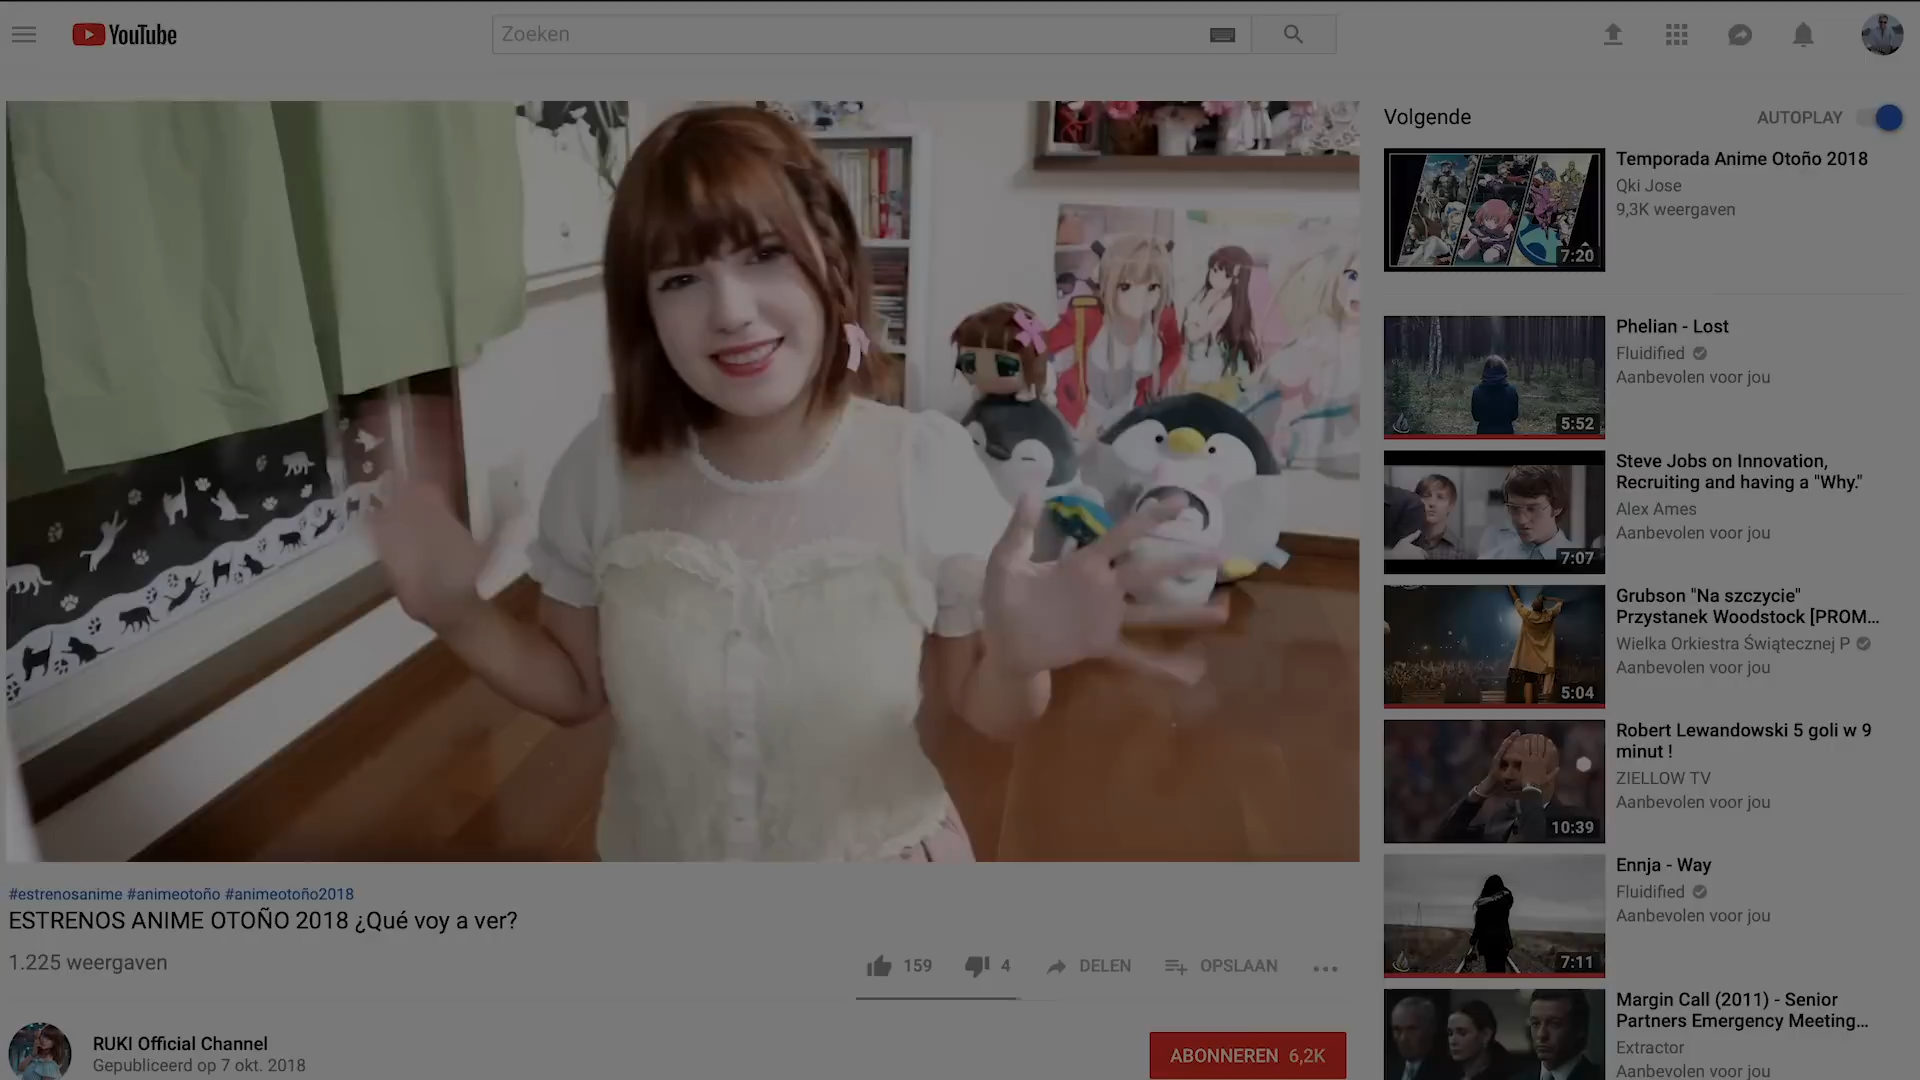 YouTube
Zoeken
#estrenosanime #animeotoño #animeotoño2018
ESTRENOS ANIME OTOÑO 2018 ¿Qué voy a ver?
1.225 weergaven
159
4
DELEN
OPSLAAN
RUKI Official Channel
Gepubliceerd op 7 okt. 2018
ABONNEREN 6,2K
Volgende
AUTOPLAY
7:20
Temporada Anime Otoño 2018
Qki Jose
9,3K weergaven
5:52
Phelian - Lost
Fluidified
Aanbevolen voor jou
7:07
Steve Jobs on Innovation,
Recruiting and having a "Why."
Alex Ames
Aanbevolen voor jou
5:04
Grubson "Na szczycie"
Przystanek Woodstock [PROM...
Wielka Orkiestra Świątecznej P
Aanbevolen voor jou
10:39
Robert Lewandowski 5 goli w 9
minut !
ZIELLOW TV
Aanbevolen voor jou
7:11
Ennja - Way
Fluidified
Aanbevolen voor jou
Margin Call (2011) - Senior
Partners Emergency Meeting...
Extractor
Aanbevolen voor jou